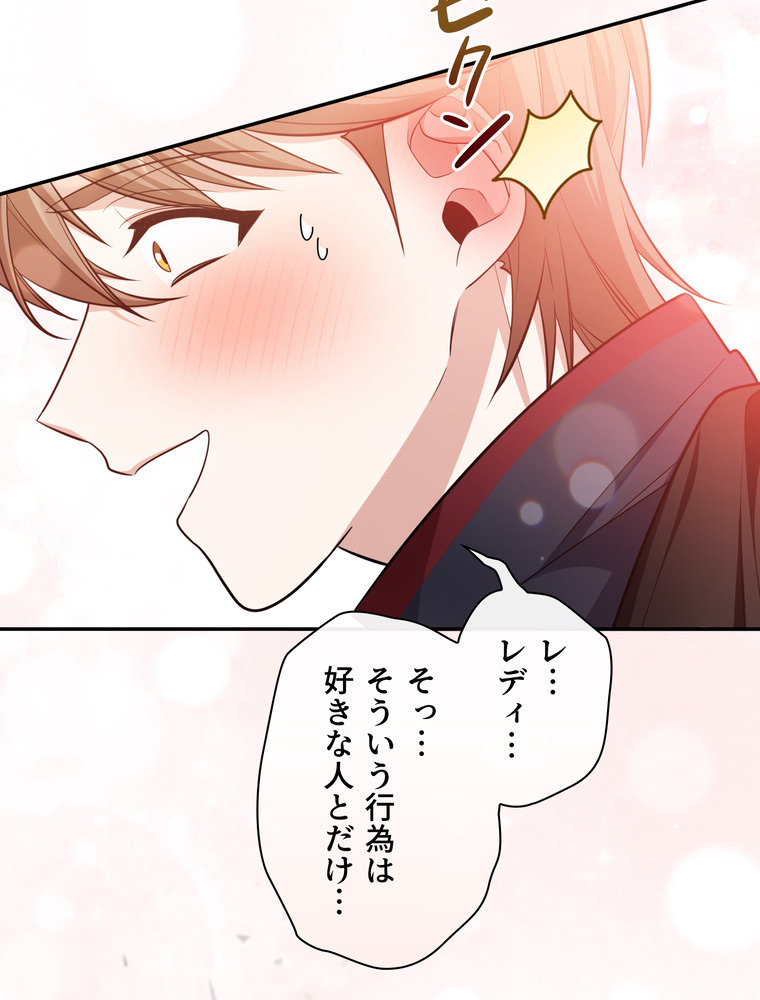 ビクン
レ…
レディ…
そっ…
そういう行為は
好きな人とだけ…